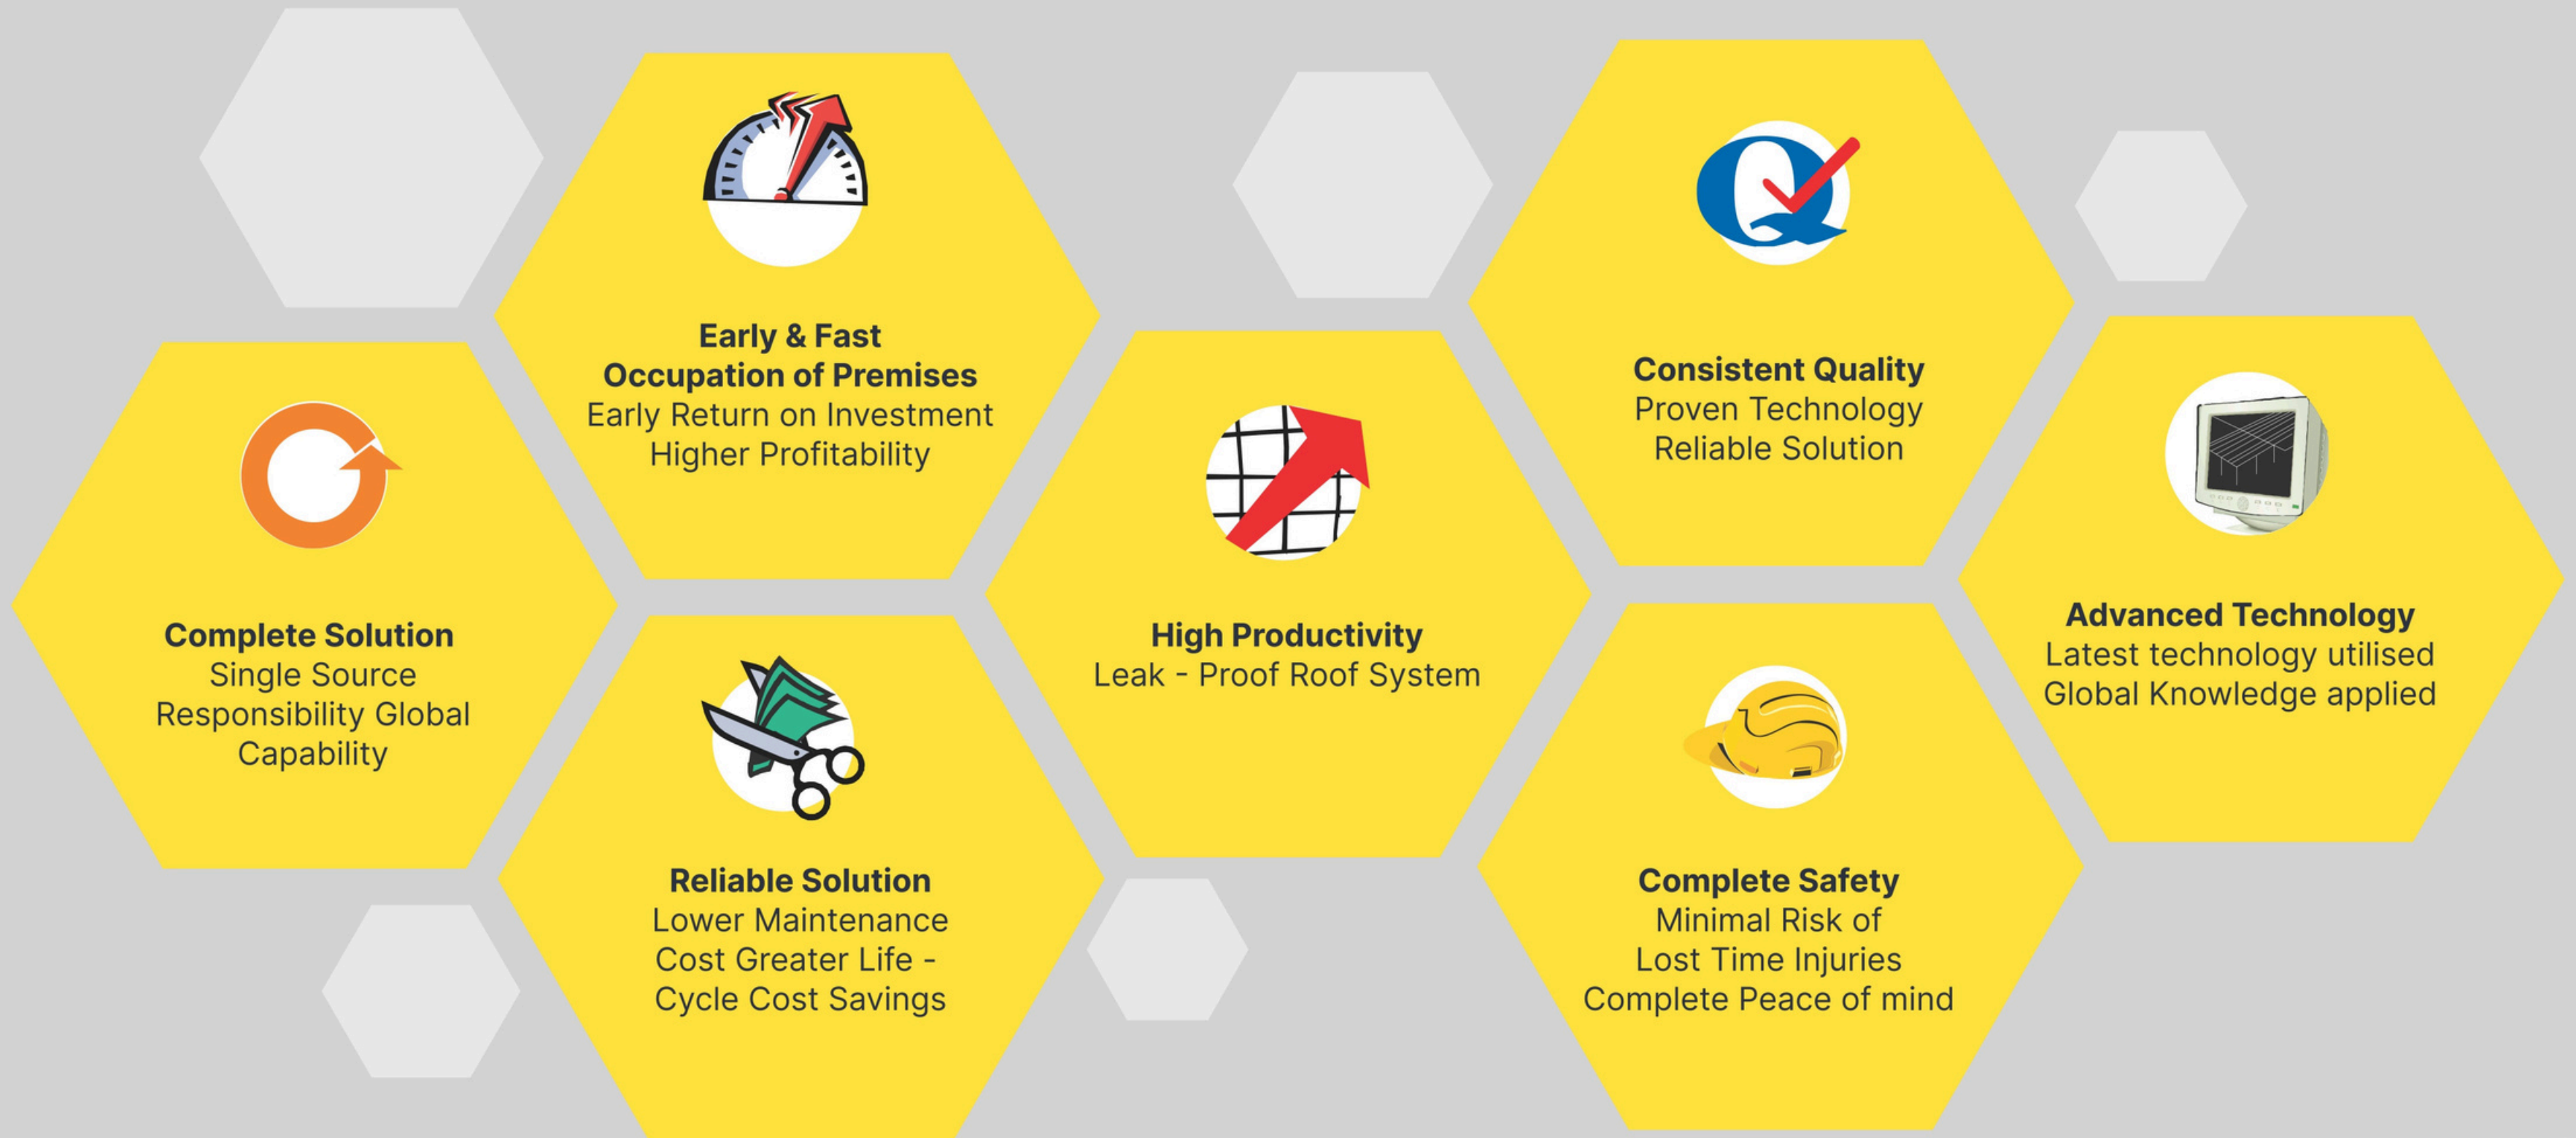 Early & Fast
Occupation of Premises
Early Return on Investment
Higher Profitability
Consistent Quality
Proven Technology
Reliable Solution
Complete Solution
Single Source
Responsibility Global
Capability
High Productivity
Leak - Proof Roof System
Advanced Technology
Latest technology utilised
Global Knowledge applied
Reliable Solution
Lower Maintenance
Cost Greater Life -
Cycle Cost Savings
Complete Safety
Minimal Risk of
Lost Time Injuries
Complete Peace of mind